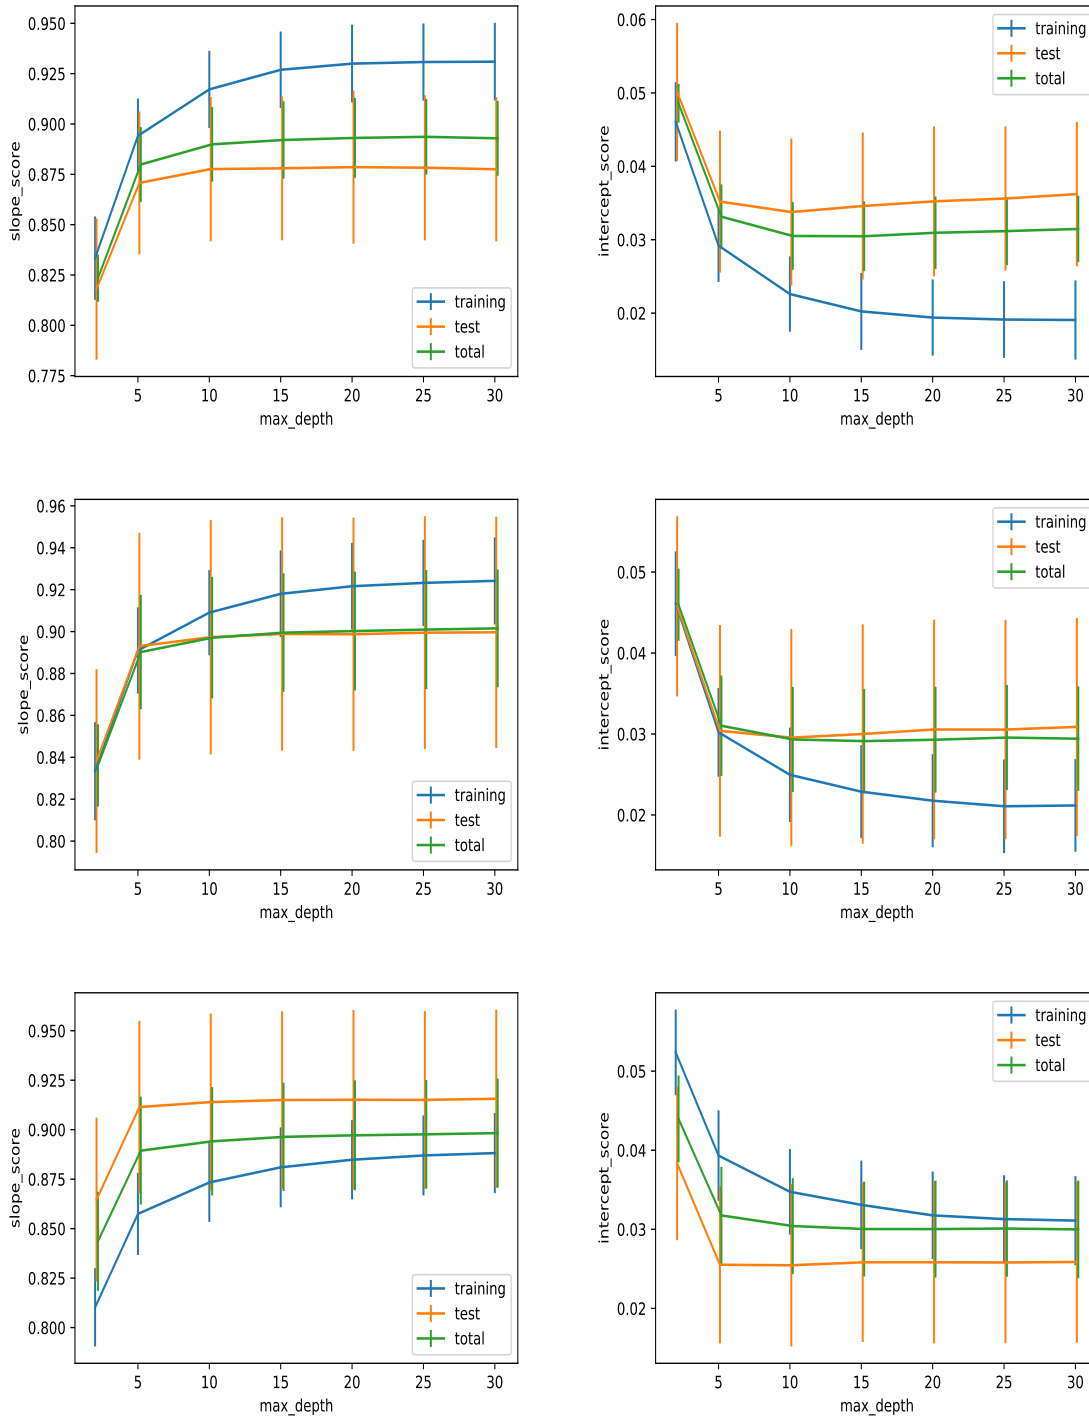 0.950
0.925
0.900
0.875
0.850
0.825
0.800
0.775
slope_score
5 10 15 20 25 30
max_depth
training
test
total
0.06
0.05
0.04
0.03
0.02
intercept_score
5 10 15 20 25 30
max_depth
training
test
total
0.96
0.94
0.92
0.90
0.88
0.86
0.84
0.82
0.80
slope_score
5 10 15 20 25 30
max_depth
training
test
total
0.05
0.04
0.03
0.02
intercept_score
5 10 15 20 25 30
max_depth
training
test
total
0.950
0.925
0.900
0.875
0.850
0.825
0.800
slope_score
5 10 15 20 25 30
max_depth
training
test
total
0.05
0.04
0.03
0.02
intercept_score
5 10 15 20 25 30
max_depth
training
test
total